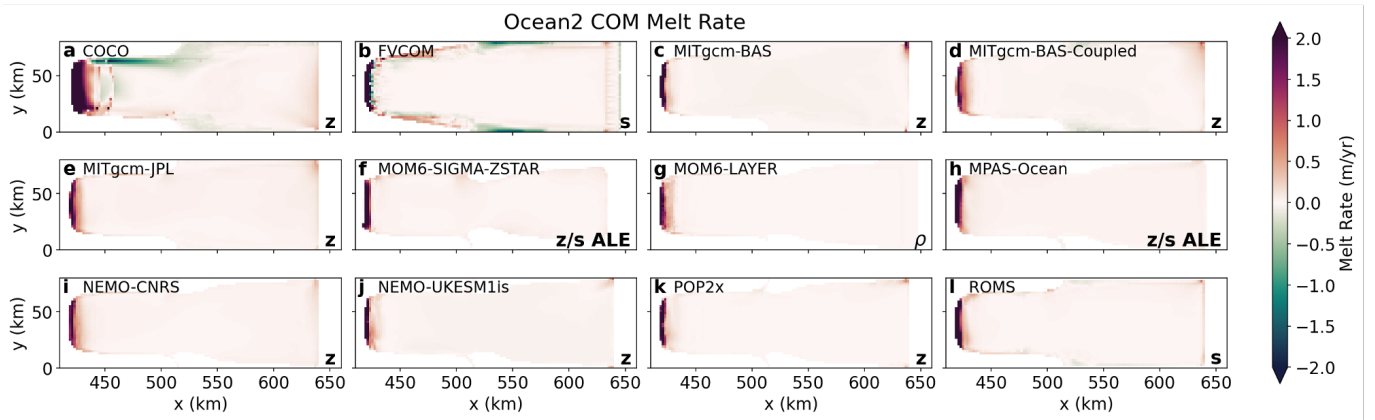 Ocean2 COM Melt Rate
a COCO
b FVCOM
c MITgcm-BAS
d MITgcm-BAS-Coupled
y (km)
50
0
z
s
z
z
e MITgcm-JPL
f MOM6-SIGMA-ZSTAR
g MOM6-LAYER
h MPAS-Ocean
y (km)
50
0
z
z/s ALE
ρ
z/s ALE
i NEMO-CNRS
j NEMO-UKESM1is
k POP2x
l ROMS
y (km)
50
0
z
z
z
s
450 500 550 600 650
450 500 550 600 650
450 500 550 600 650
450 500 550 600 650
x (km)
x (km)
x (km)
x (km)
2.0
1.5
1.0
0.5
0.0
−0.5
−1.0
−1.5
−2.0
Melt Rate (m/yr)